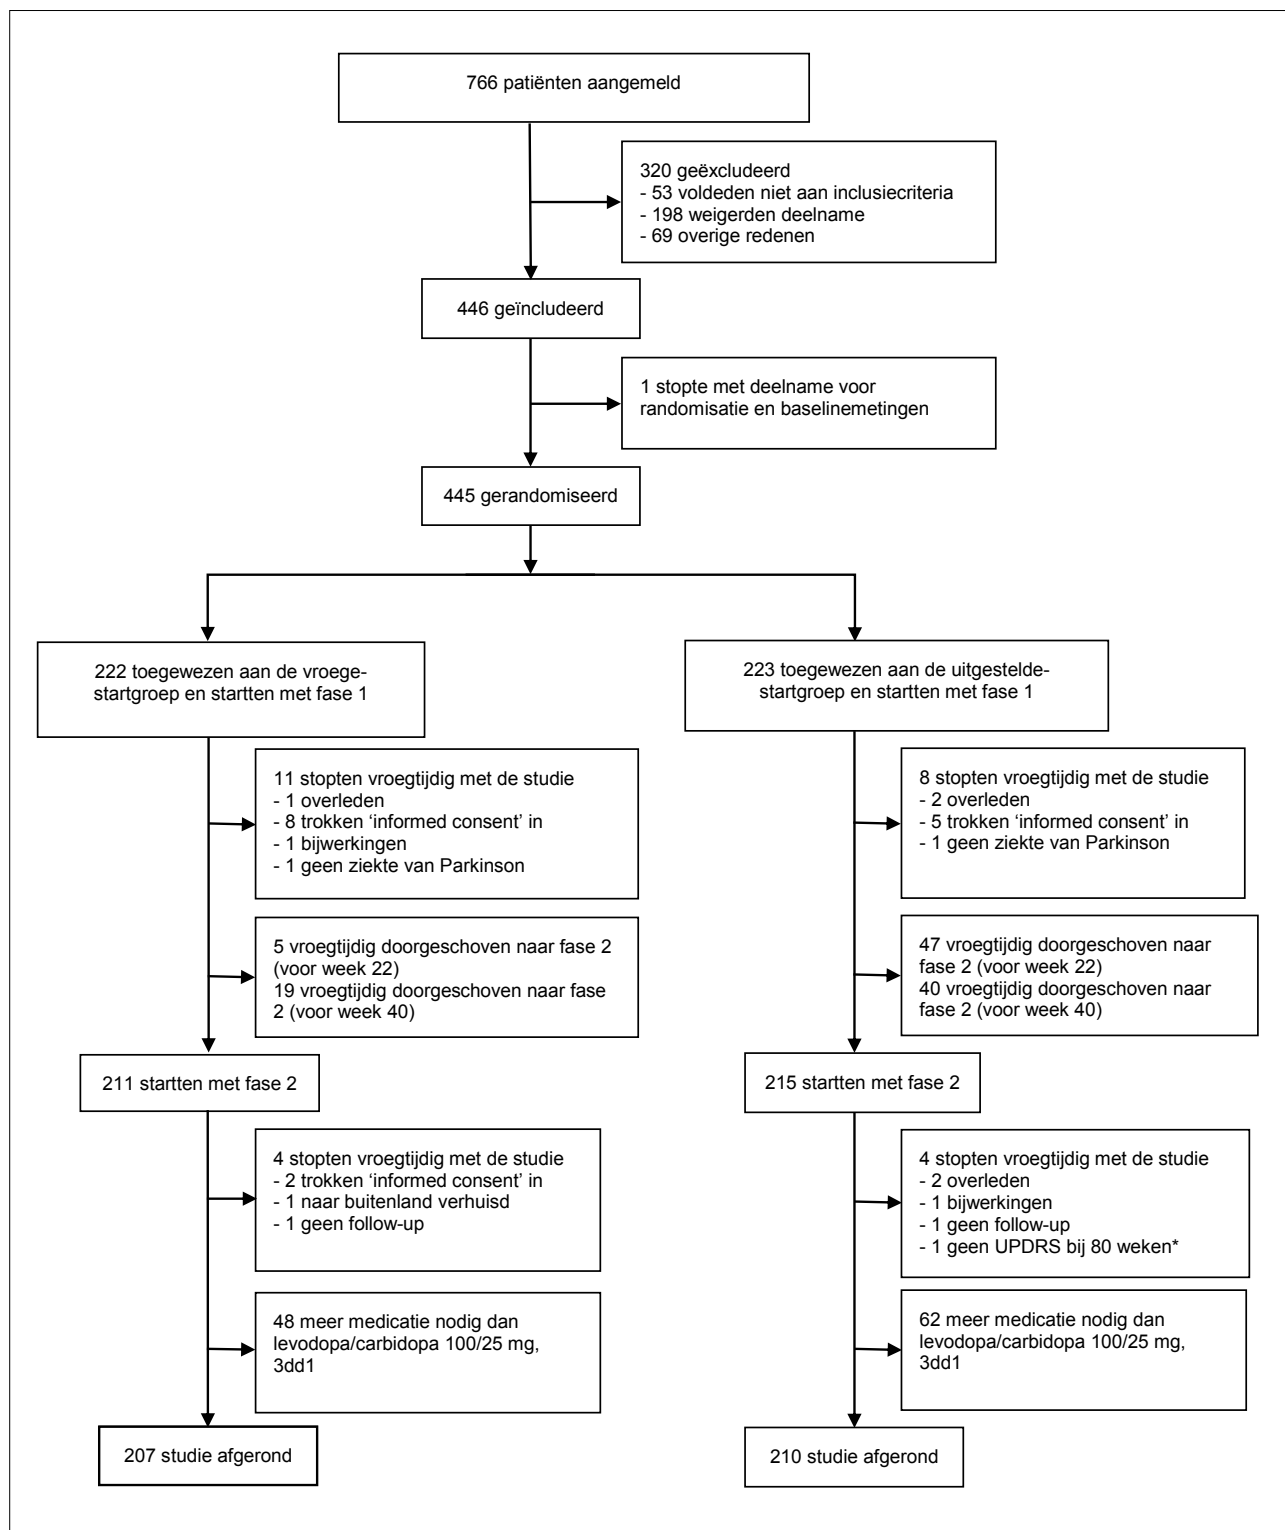 766 patiënten aangemeld
320 geëxcludeerd
- 53 voldeden niet aan inclusiecriteria
- 198 weigerden deelname
- 69 overige redenen
446 geïncludeerd
1 stopte met deelname voor
randomisatie en baselinemetingen
445 gerandomiseerd
222 toegewezen aan de vroege-
startgroep en startten met fase 1
223 toegewezen aan de uitgestelde-
startgroep en startten met fase 1
11 stopten vroegtijdig met de studie
- 1 overleden
- 8 trokken ‘informed consent’ in
- 1 bijwerkingen
- 1 geen ziekte van Parkinson
8 stopten vroegtijdig met de studie
- 2 overleden
- 5 trokken ‘informed consent’ in
- 1 geen ziekte van Parkinson
5 vroegtijdig doorgeschoven naar fase 2
(voor week 22)
19 vroegtijdig doorgeschoven naar fase
2 (voor week 40)
47 vroegtijdig doorgeschoven naar
fase 2 (voor week 22)
40 vroegtijdig doorgeschoven naar
fase 2 (voor week 40)
211 startten met fase 2
215 startten met fase 2
4 stopten vroegtijdig met de studie
- 2 trokken ‘informed consent’ in
- 1 naar buitenland verhuisd
- 1 geen follow-up
4 stopten vroegtijdig met de studie
- 2 overleden
- 1 bijwerkingen
- 1 geen follow-up
- 1 geen UPDRS bij 80 weken*
48 meer medicatie nodig dan
levodopa/carbidopa 100/25 mg,
3dd1
62 meer medicatie nodig dan
levodopa/carbidopa 100/25 mg,
3dd1
207 studie afgerond
210 studie afgerond